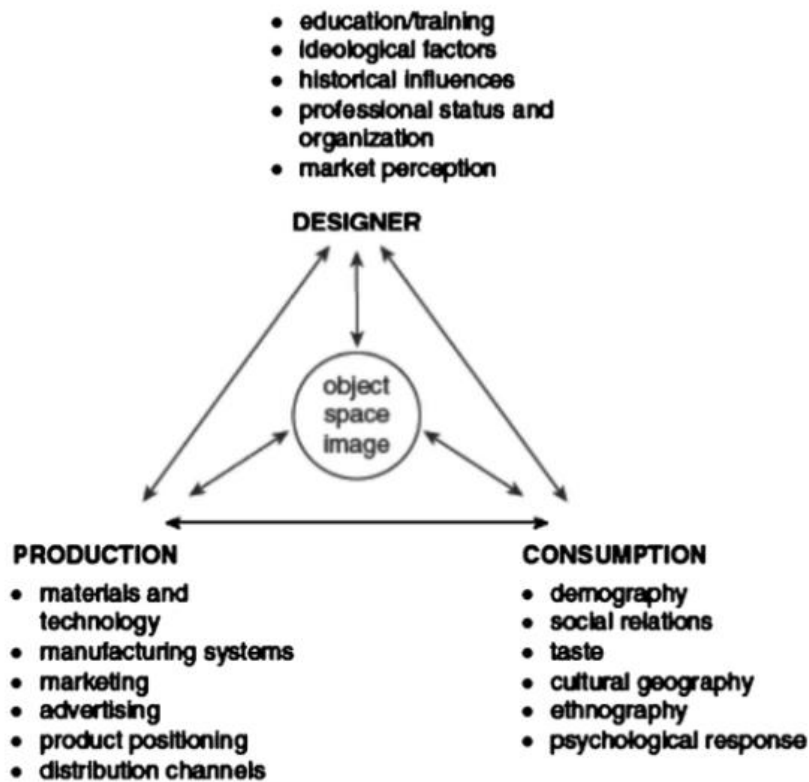 • education/training
• ideological factors
• historical influences
• professional status and
organization
• market perception
DESIGNER
object
space
image
PRODUCTION
• materials and
technology
• manufacturing systems
• marketing
• advertising
• product positioning
• distribution channels
CONSUMPTION
• demography
• social relations
• taste
• cultural geography
• ethnography
• psychological response